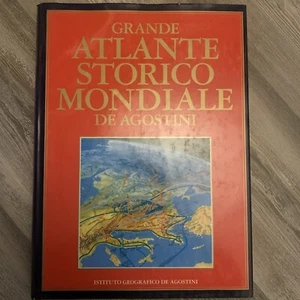 GRANDE
ATLANTE
STORICO
MONDIALE
DE AGOSTINI
ISTITUTO GEOGRAFICO DE AGOSTINI